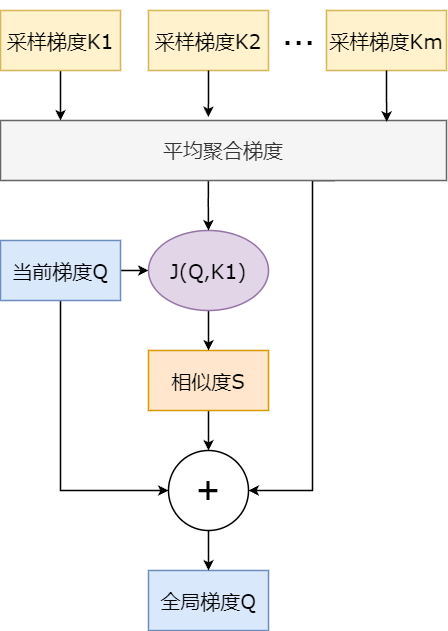 采样梯度K1
采样梯度K2
···
采样梯度Km
平均聚合梯度
当前梯度Q
J(Q,K1)
相似度S
+
全局梯度Q